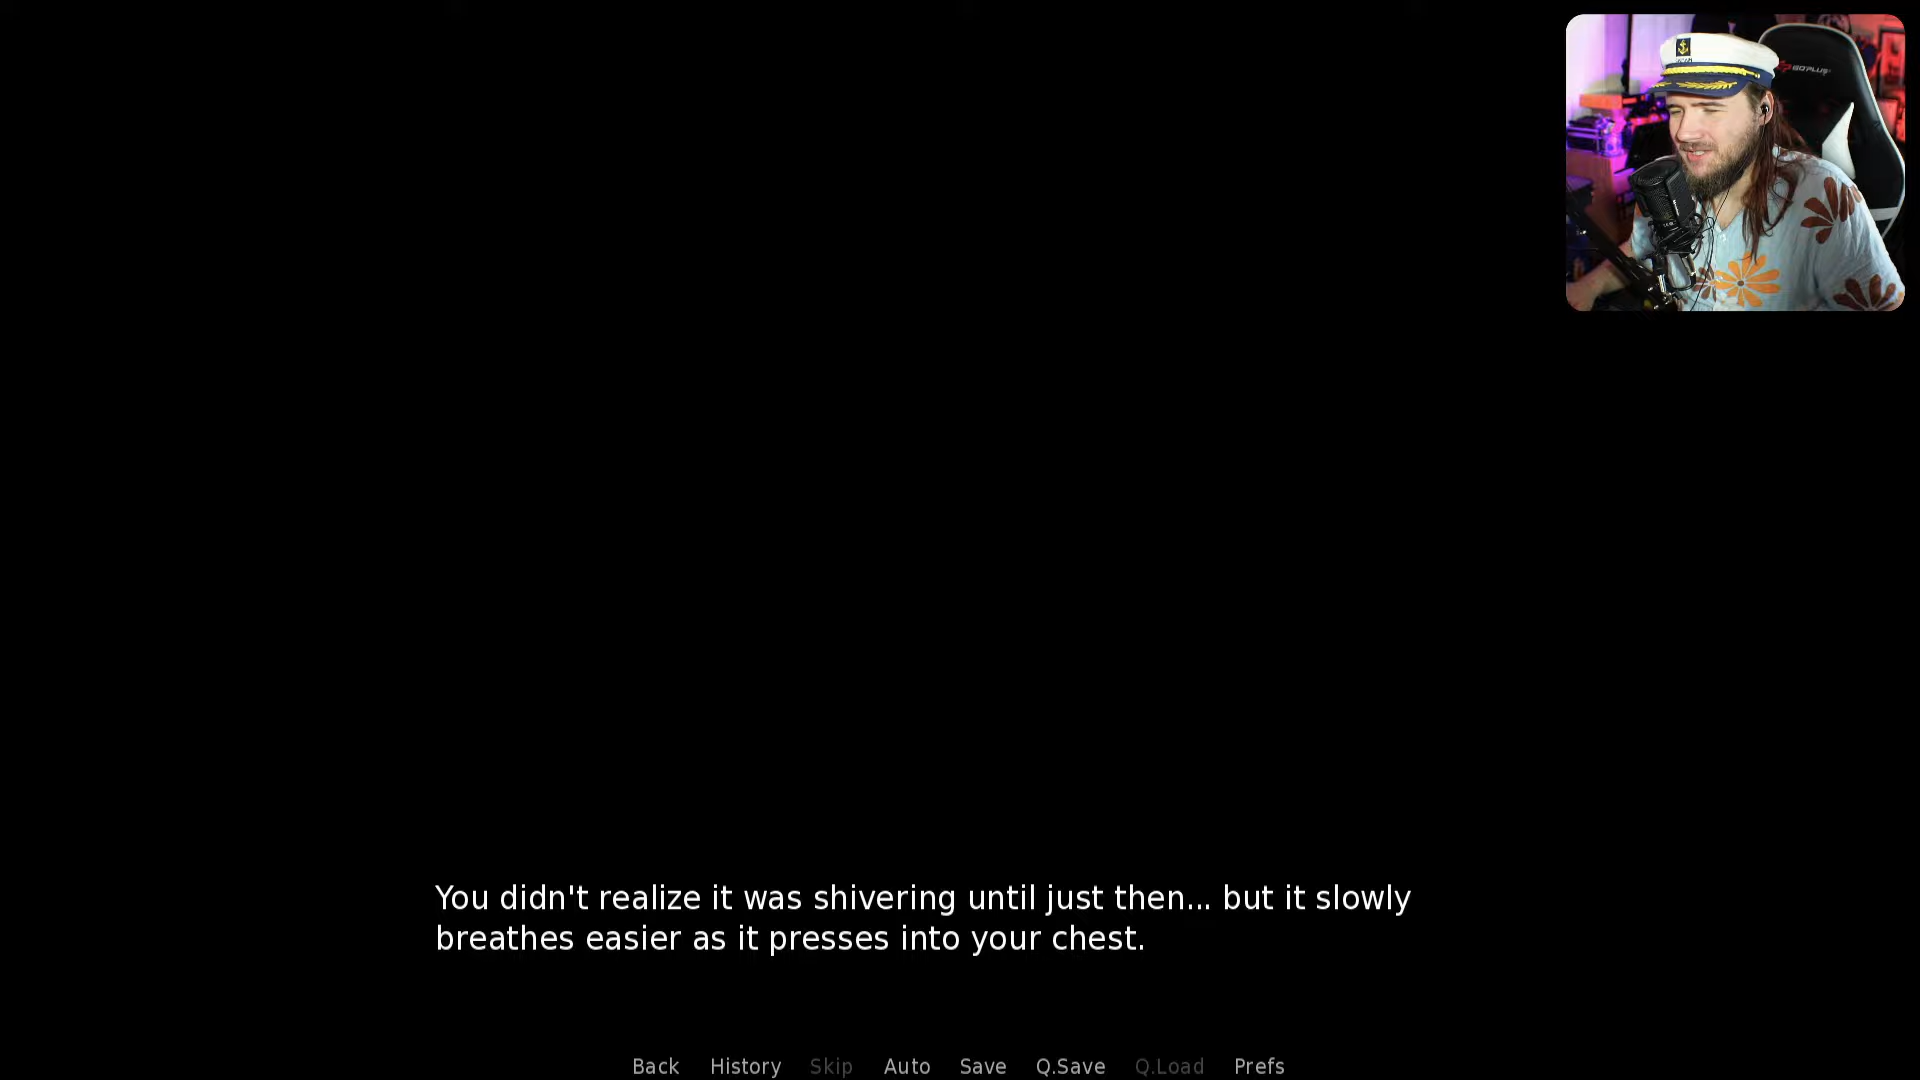 GOPLUS
You didn't realize it was shivering until just then... but it slowly
breathes easier as it presses into your chest.
Back History Skip Auto Save Q.Save Q.Load Prefs